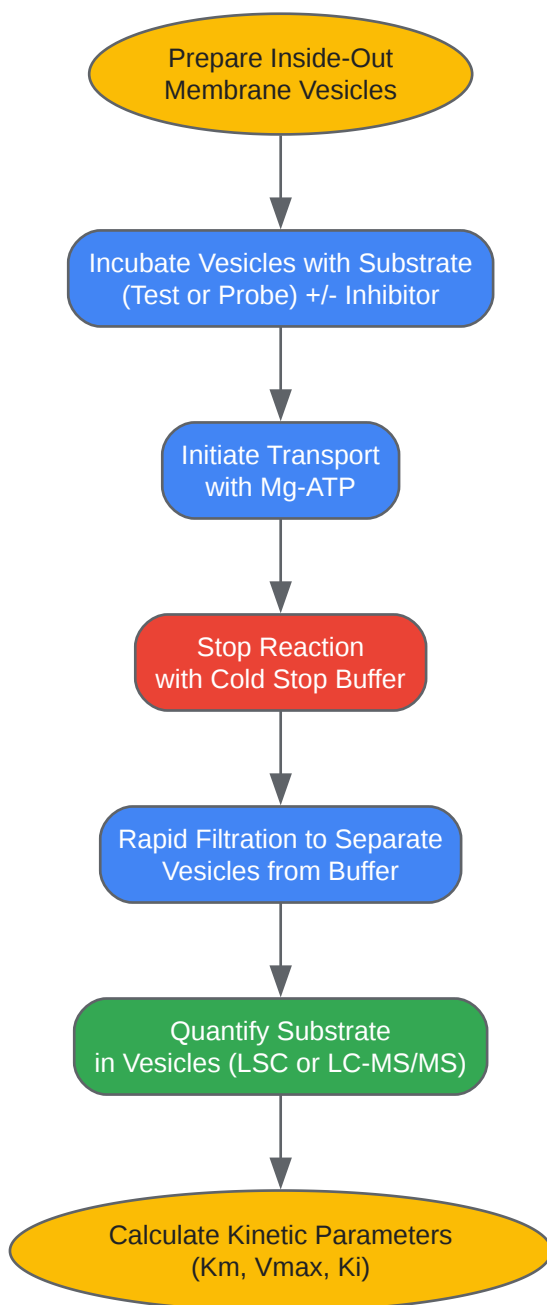 Prepare Inside-Out
Membrane Vesicles
Incubate Vesicles with Substrate
(Test or Probe) +/- Inhibitor
Initiate Transport
with Mg-ATP
Stop Reaction
with Cold Stop Buffer
Rapid Filtration to Separate
Vesicles from Buffer
Quantify Substrate
in Vesicles (LSC or LC-MS/MS)
Calculate Kinetic Parameters
(Km, Vmax, Ki)